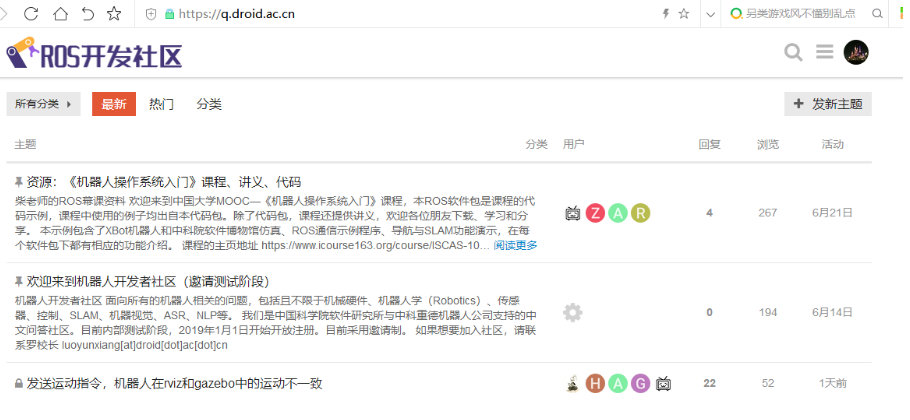 https://q.droid.ac.cn
另类游戏风不懂别乱点
ROS开发社区
所有分类
最新
热门
分类
+ 发新主题
主题 分类 用户 回复 浏览 活动
资源：《机器人操作系统入门》课程、讲义、代码
柴老师的ROS幕课资料 欢迎来到中国大学MOOC—《机器人操作系统入门》课程，本ROS软件包是课程的代
码示例，课程中使用的例子均出自本代码包。除了代码包，课程还提供讲义，欢迎各位朋友下载、学习和分
享。 本示例包含了XBot机器人和中科院软件博物馆仿真、ROS通信示例程序、导航与SLAM功能演示，在每
个软件包下都有相应的功能介绍。 课程的主页地址 https://www.icourse163.org/course/ISCAS-10... 阅读更多
Z A R 4 267 6月21日
欢迎来到机器人开发者社区（邀请测试阶段）
机器人开发者社区 面向所有的机器人相关的问题，包括且不限于机械硬件、机器人学（Robotics）、传感
器、控制、SLAM、机器视觉、ASR、NLP等。 我们是中国科学院软件研究所与中科重德机器人公司支持的中
文问答社区。目前内部测试阶段，2019年1月1日开始开放注册。目前采用邀请制。 如果想要加入社区，请联
系罗校长 luoyunxiang[at]droid[dot]ac[dot]cn
0 194 6月14日
发送运动指令，机器人在rviz和gazebo中的运动不一致
H A G 22 52 1天前